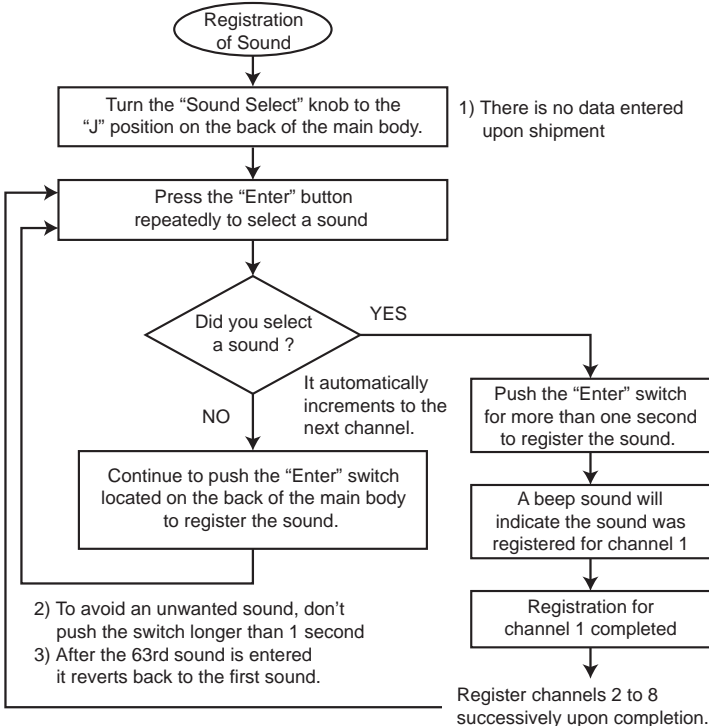 Registration
of Sound
Turn the “Sound Select” knob to the
“J” position on the back of the main body.
1) There is no data entered
upon shipment
Press the “Enter” button
repeatedly to select a sound
Did you select
a sound ?
YES
NO
It automatically
increments to the
next channel.
Continue to push the “Enter” switch
located on the back of the main body
to register the sound.
2) To avoid an unwanted sound, don’t
push the switch longer than 1 second
3) After the 63rd sound is entered
it reverts back to the first sound.
Push the “Enter” switch
for more than one second
to register the sound.
A beep sound will
indicate the sound was
registered for channel 1
Registration for
channel 1 completed
Register channels 2 to 8
successively upon completion.